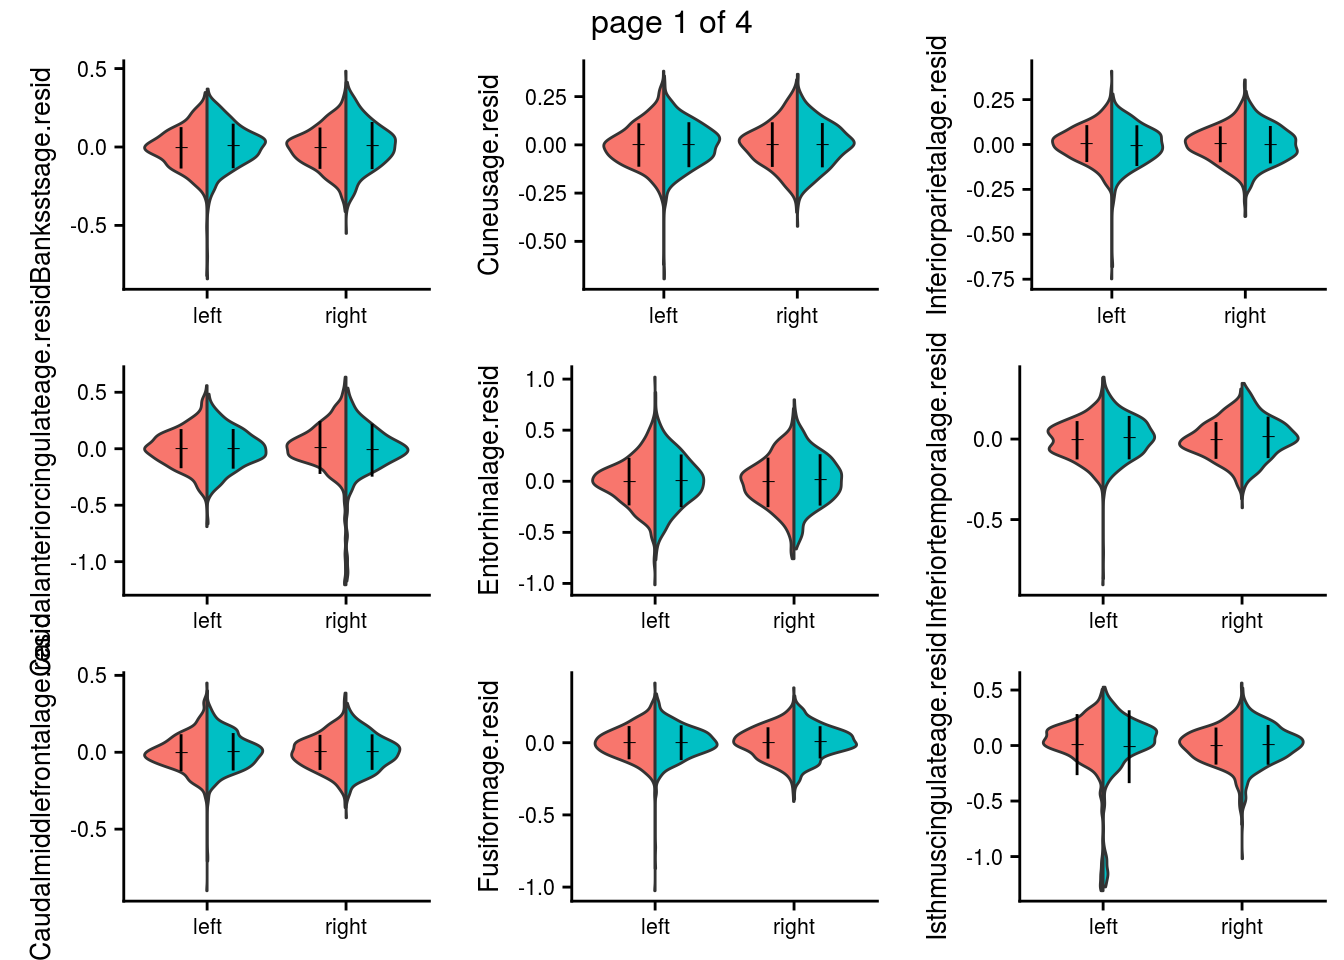 page 1 of 4
Banksstsage.resid
0.5
0.0
-0.5
left
right
Cuneusage.resid
0.25
0.00
-0.25
-0.50
left
right
Inferiorparietalage.resid
0.25
0.00
-0.25
-0.50
-0.75
left
right
Caudalanteriorcingulateage.resid
0.5
0.0
-0.5
-1.0
left
right
Entorhinalage.resid
1.0
0.5
0.0
-0.5
-1.0
left
right
Inferiortemporalage.resid
0.0
-0.5
left
right
Caudalmiddlefrontalage.resid
0.5
0.0
-0.5
left
right
Fusiformage.resid
0.0
-0.5
-1.0
left
right
Isthmuscingulateage.resid
0.5
0.0
-0.5
-1.0
left
right